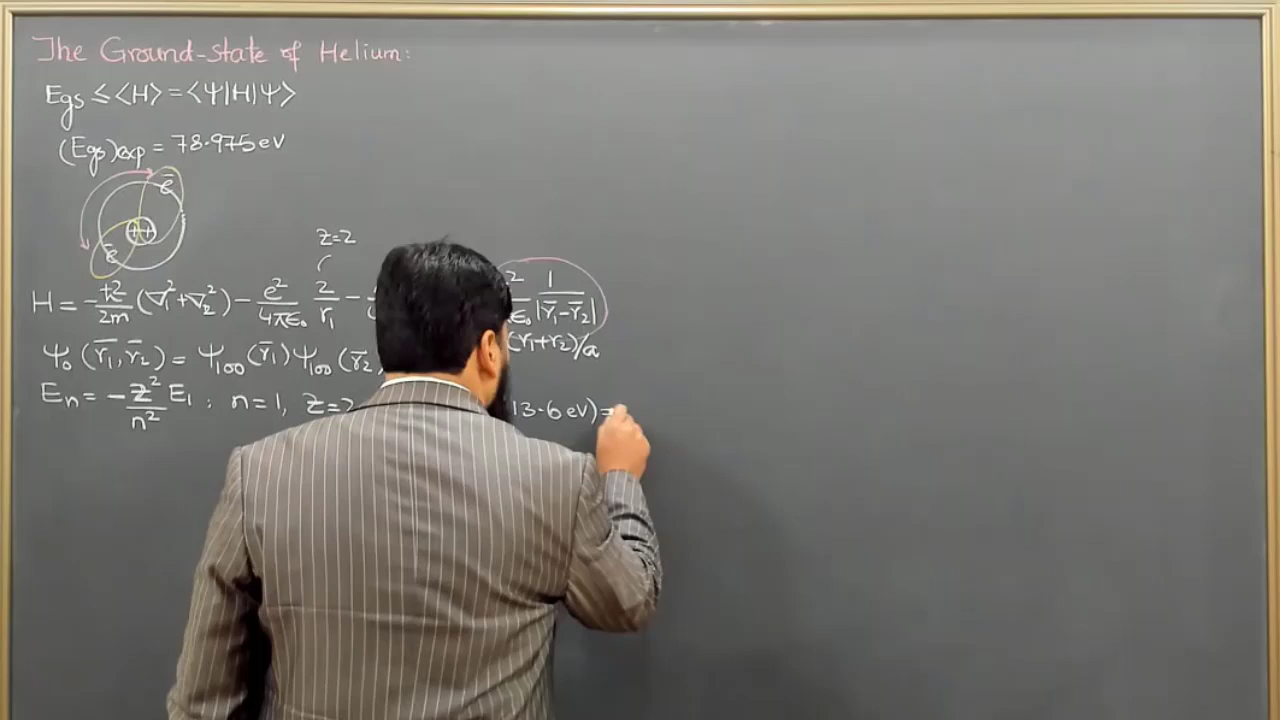 The Ground-state of Helium:
Egs ≤ <H> = <Ψ|H|Ψ>
(Egs)exp = 78.975 eV
ē
++
ē
z=2
H = -ħ²/2m (∇₁² + ∇₂²) - e²/4πε₀ 2/r₁ - 1/|r̄₁-r̄₂|
Ψ₀(r̄₁, r̄₂) = Ψ₁₀₀(r̄₁) Ψ₁₀₀(r̄₂ (r₁+r₂)/a
En = -z²/n² E₁ ; n=1, z=2 13.6 eV) =